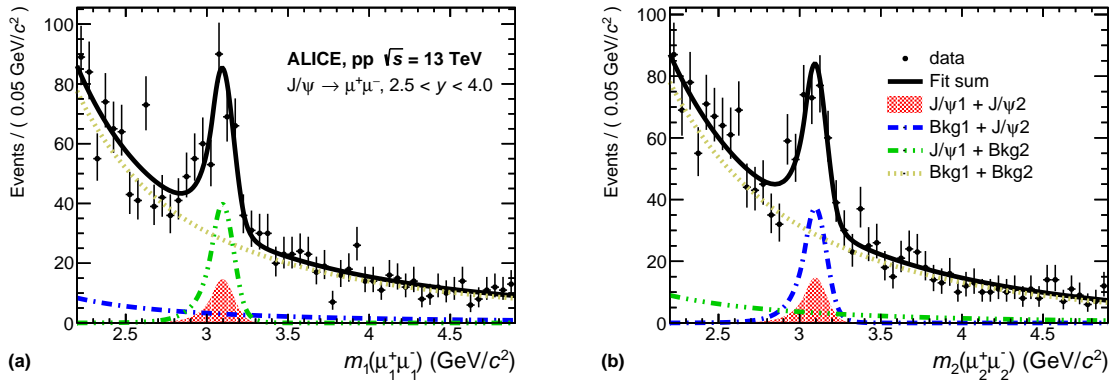 Events / ( 0.05 GeV/c²)
100
80
60
40
20
0
2.5
3
3.5
4
4.5
ALICE, pp √s = 13 TeV
J/ψ → μ⁺μ⁻, 2.5 < y < 4.0
(a)
m₁(μ₁⁺μ₁⁻) (GeV/c²)
Events / ( 0.05 GeV/c²)
100
80
60
40
20
0
2.5
3
3.5
4
4.5
data
Fit sum
J/ψ1 + J/ψ2
Bkg1 + J/ψ2
J/ψ1 + Bkg2
Bkg1 + Bkg2
(b)
m₂(μ₂⁺μ₂⁻) (GeV/c²)